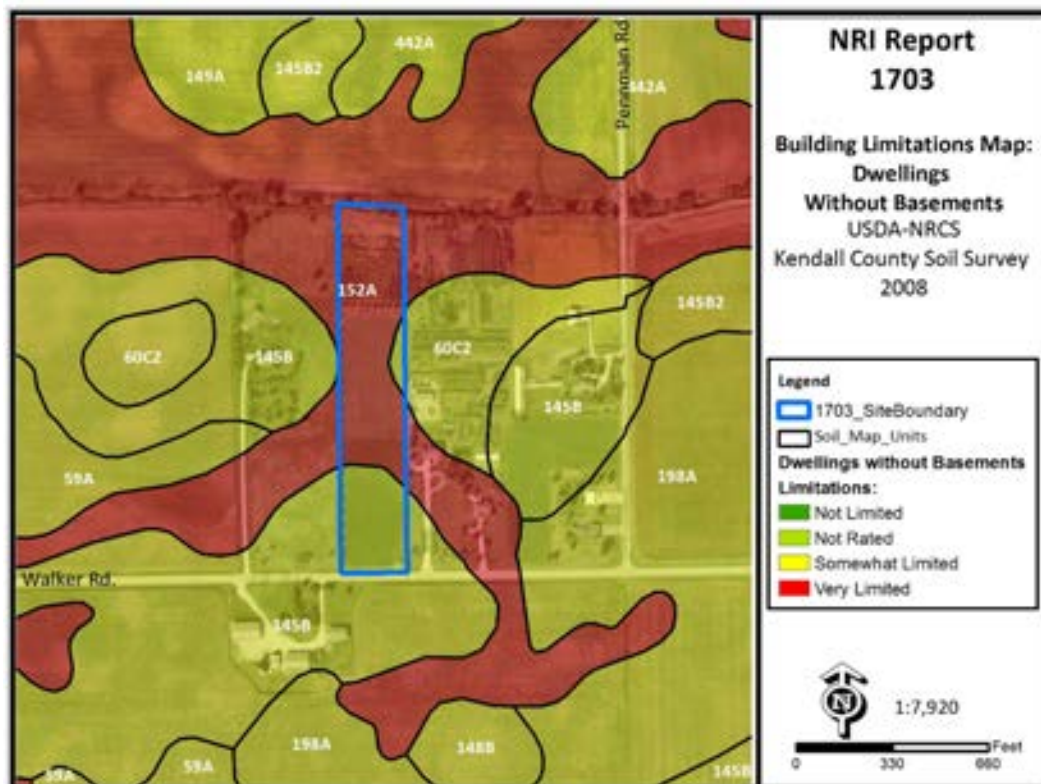 NRI Report
1703
Building Limitations Map:
Dwellings
Without Basements
USDA-NRCS
Kendall County Soil Survey
2008
Legend
1703_SiteBoundary
Soil_Map_Units
Dwellings without Basements
Limitations:
Not Limited
Not Rated
Somewhat Limited
Very Limited
N
1:7,920
Feet
0 330 660
442A
149A
145B2
Penman Rd
442A
152A
145B2
60C2
145B
60C2
145B
59A
198A
Walker Rd.
145B
198A
148B
59A
59A
145B